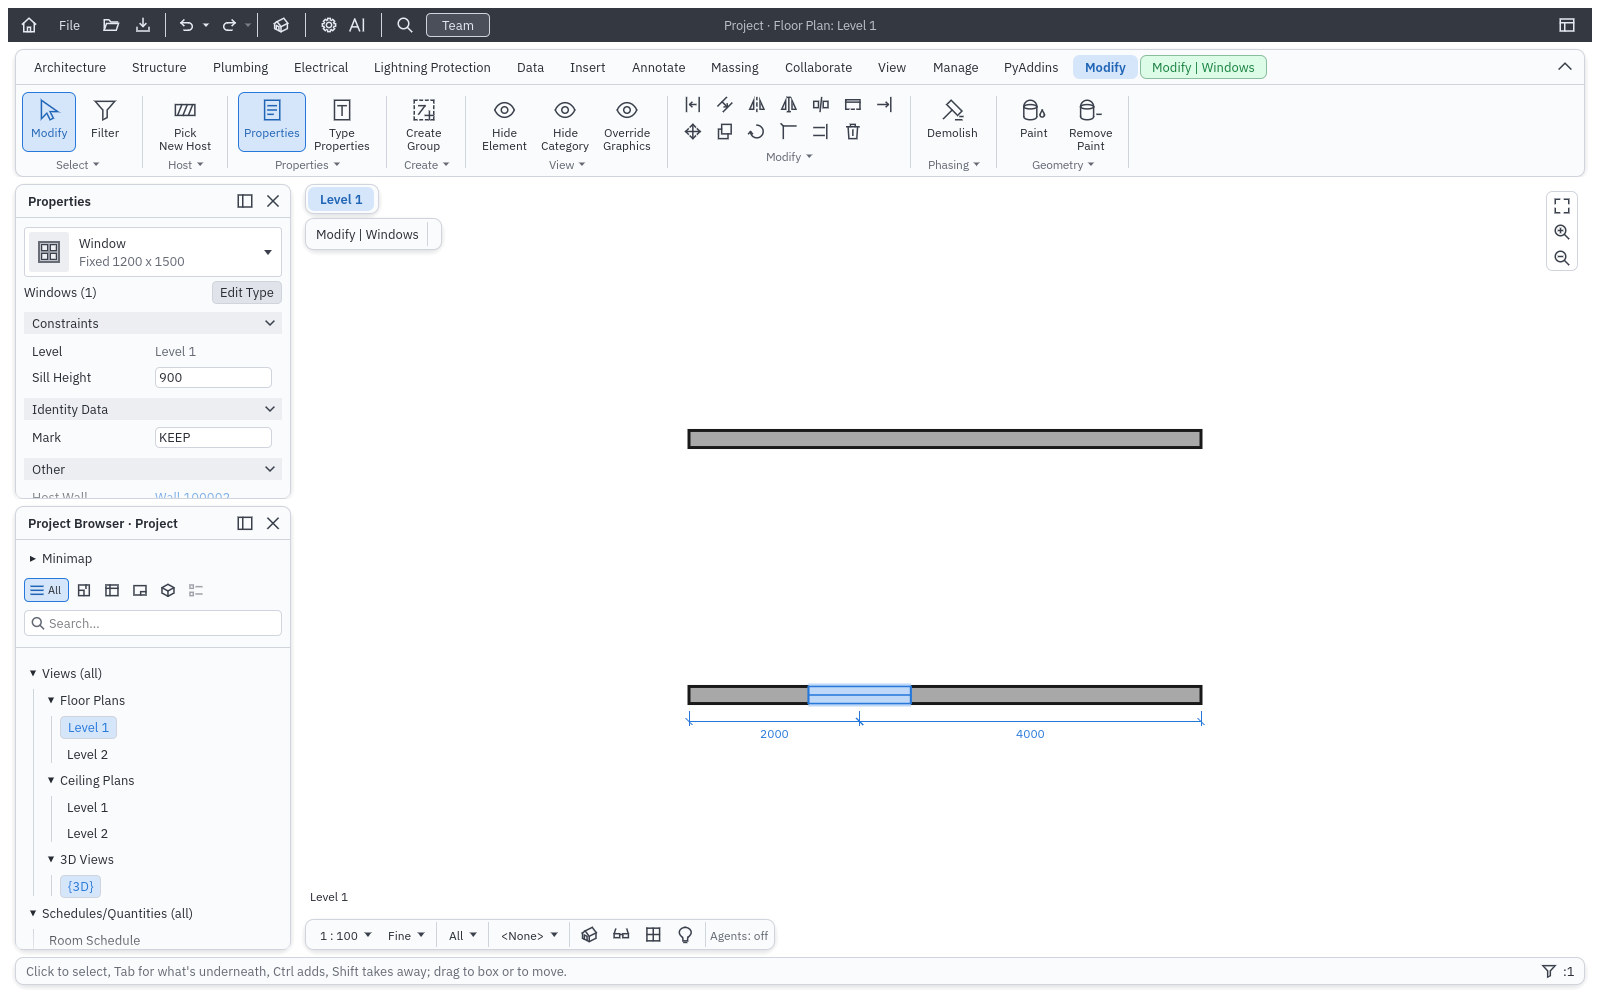 File
AI
Team
Project · Floor Plan: Level 1
Architecture
Structure
Plumbing
Electrical
Lightning Protection
Data
Insert
Annotate
Massing
Collaborate
View
Manage
PyAddins
Modify
Modify | Windows
Modify
Filter
Pick
New Host
Properties
Type
Properties
Create
Group
Hide
Element
Hide
Category
Override
Graphics
Demolish
Paint
Remove
Paint
Select
Host
Properties
Create
View
Modify
Phasing
Geometry
Properties
Window
Fixed 1200 x 1500
Windows (1)
Edit Type
Constraints
Level
Level 1
Sill Height
900
Identity Data
Mark
KEEP
Other
Host Wall
Wall 100002
Project Browser · Project
Minimap
All
Search...
Views (all)
Floor Plans
Level 1
Level 2
Ceiling Plans
Level 1
Level 2
3D Views
{3D}
Schedules/Quantities (all)
Room Schedule
Level 1
Modify | Windows
2000
4000
Level 1
1 : 100
Fine
All
<None>
Agents: off
Click to select, Tab for what's underneath, Ctrl adds, Shift takes away; drag to box or to move.
:1